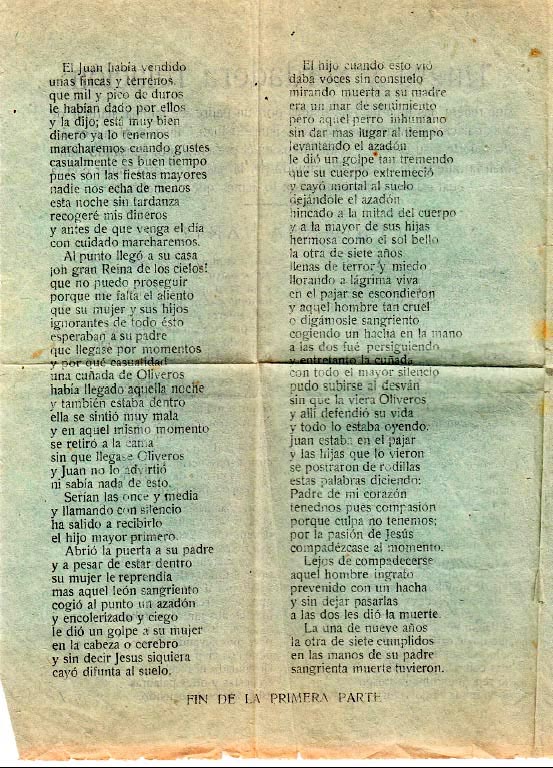 El Juan había vendido
unas fincas y terrenos
que mil y pico de duros
le habían dado por ellos
y la dijo; está muy bien
dinero ya lo tenemos
marcharemos cuando gustes
casualmente es buen tiempo
pues son las fiestas mayores
nadie nos echa de menos
esta noche sin tardanza
recogeré mis dineros
y antes de que venga el día
con cuidado marcharemos.
Al punto llegó a su casa
¡oh gran Reina de los cielos!
que no puedo proseguir
porque me falta el aliento
que su mujer y sus hijos
ignorantes de todo ésto
esperaban a su padre
que llegase por momentos
y por qué casualidad
una cuñada de Oliveros
había llegado aquella noche
y también estaba dentro
ella se sintió muy mala
y en aquel mismo momento
se retiró a la cama
sin que llegase Oliveros
y Juan no lo advirtió
ni sabía nada de esto.
Serían las once y media
y llamando con silencio
ha salido a recibirlo
el hijo mayor primero.
Abrió la puerta a su padre
y a pesar de estar dentro
su mujer le reprendía
mas aquel león sangriento
cogió al punto un azadón
y encolerizado y ciego
le dió un golpe a su mujer
en la cabeza o cerebro
y sin decir Jesus siquiera
cayó difunta al suelo.
El hijo cuando esto vió
daba voces sin consuelo
mirando muerta a su madre
era un mar de sentimiento
pero aquel perro inhumano
sin dar mas lugar al tiempo
levantando el azadón
le dió un golpe tan tremendo
que su cuerpo extremeció
y cayó mortal al suelo
dejándole el azadón
hincado a la mitad del cuerpo
y a la mayor de sus hijas
hermosa como el sol bello
la otra de siete años
llenas de terror y miedo
llorando a lágrima viva
en el pajar se escondieron
y aquel hombre tan cruel
o digámosle sangriento
cogiendo un hacha en la mano
a las dos fué persiguiendo
y entretanto la cuñada
con todo el mayor silencio
pudo subirse al desván
sin que la viera Oliveros
y allí defendió su vida
y todo lo estaba oyendo.
Juan estaba en el pajar
y las hijas que lo vieron
se postraron de rodillas
estas palabras diciendo:
Padre de mi corazón
tenednos pues compasión
porque culpa no tenemos;
por la pasión de Jesús
compadézcase al momento.
Lejos de compadecerse
aquel hombre ingrato
prevenido con un hacha
y sin dejar pasarlas
a las dos les dió la muerte.
La una de nueve años
la otra de siete cumplidos
en las manos de su padre
sangrienta muerte tuvieron.
FIN DE LA PRIMERA PARTE